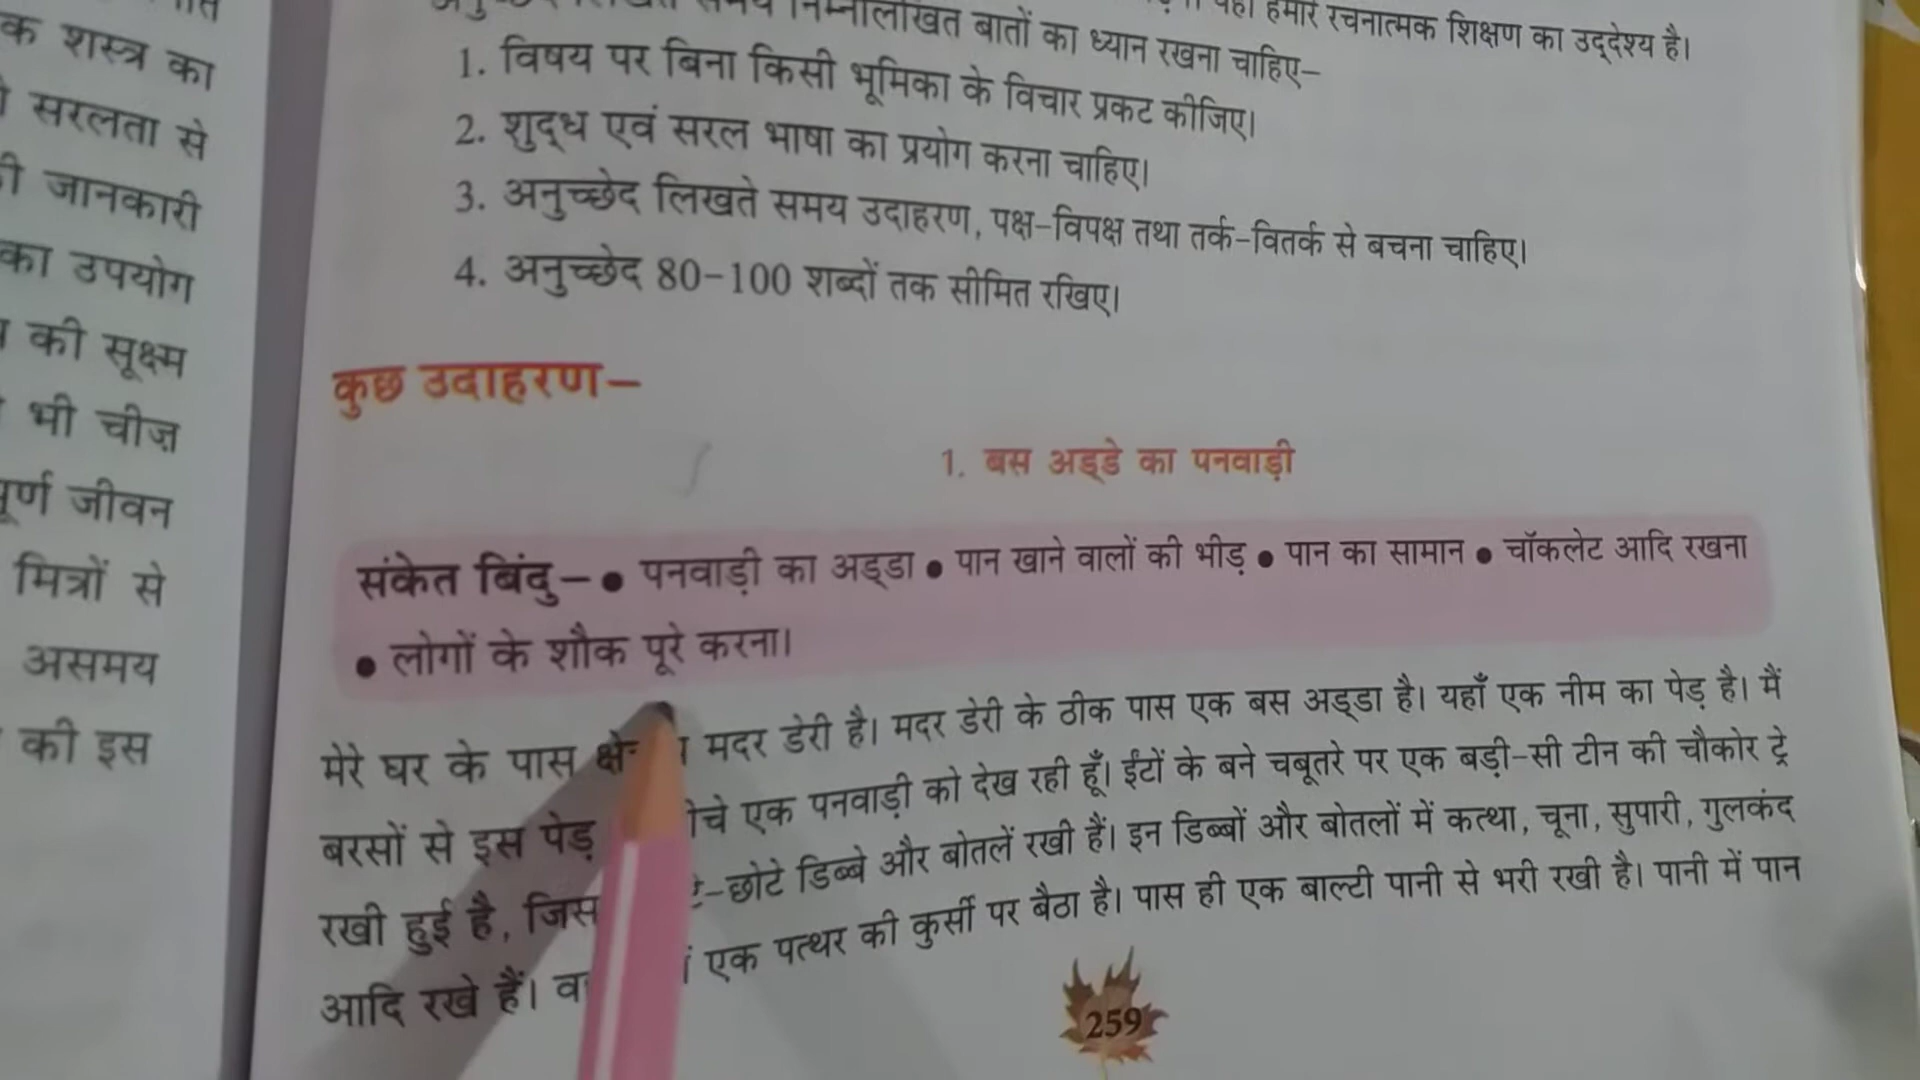 क शस्त्र का
सरलता से
जानकारी
का उपयोग
की सूक्ष्म
भी चीज़
जीवन
मित्रों से
असमय
की इस
निम्नलिखित बातों का ध्यान रखना चाहिए–
हमारे रचनात्मक शिक्षण का उद्देश्य है।
1. विषय पर बिना किसी भूमिका के विचार प्रकट कीजिए।
2. शुद्ध एवं सरल भाषा का प्रयोग करना चाहिए।
3. अनुच्छेद लिखते समय उदाहरण, पक्ष-विपक्ष तथा तर्क-वितर्क से बचना चाहिए।
4. अनुच्छेद 80-100 शब्दों तक सीमित रखिए।
कुछ उदाहरण–
1. बस अड्डे का पनवाड़ी
संकेत बिंदु–● पनवाड़ी का अड्डा ● पान खाने वालों की भीड़ ● पान का सामान ● चॉकलेट आदि रखना
● लोगों के शौक पूरे करना।
मेरे घर के पास मदर डेरी है। मदर डेरी के ठीक पास एक बस अड्डा है। यहाँ एक नीम का पेड़ है। मैं
बरसों से इस पेड़ एक पनवाड़ी को देख रही हूँ। ईंटों के बने चबूतरे पर एक बड़ी-सी टीन की चौकोर ट्रे
रखी हुई है, -छोटे डिब्बे और बोतलें रखी हैं। इन डिब्बों और बोतलों में कत्था, चूना, सुपारी, गुलकंद
आदि रखे हैं। एक पत्थर की कुर्सी पर बैठा है। पास ही एक बाल्टी पानी से भरी रखी है। पानी में पान
259